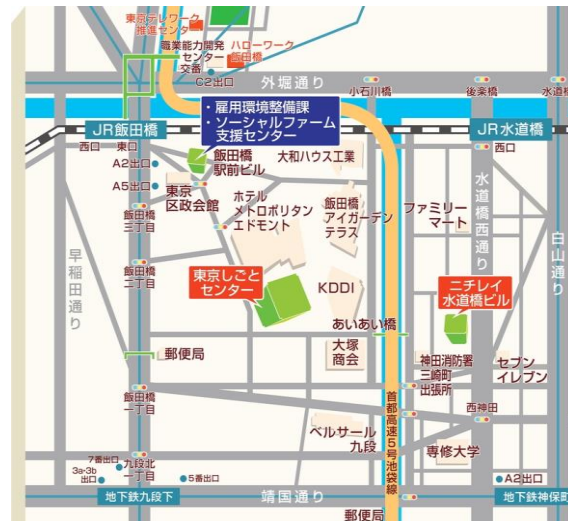 東京テレワーク
推進センター
職業能力開発
センター
交番
ハローワーク
飯田橋
C2出口
外堀通り
小石川橋
後楽橋
水道橋
・雇用環境整備課
・ソーシャルファーム
支援センター
JR飯田橋
JR水道橋
西口
東口
西口
A2出口
飯田橋
駅前ビル
大和ハウス工業
A5出口
東京
区政会館
飯田橋
三丁目
ホテル
メトロポリタン
エドモント
飯田橋
アイガーデン
テラス
ファミリー
マート
水道橋西通り
白山通り
早稲田通り
飯田橋
二丁目
東京しごと
センター
KDDI
ニチレイ
水道橋ビル
あいあい橋
郵便局
大塚
商会
神田消防署
三崎町
出張所
セブン
イレブン
飯田橋
一丁目
首都高速5号池袋線
西神田
ベルサール
九段
専修大学
7番出口
3a-3b
出口
九段北
一丁目
5番出口
A2出口
地下鉄九段下
靖国通り
地下鉄神保町
郵便局